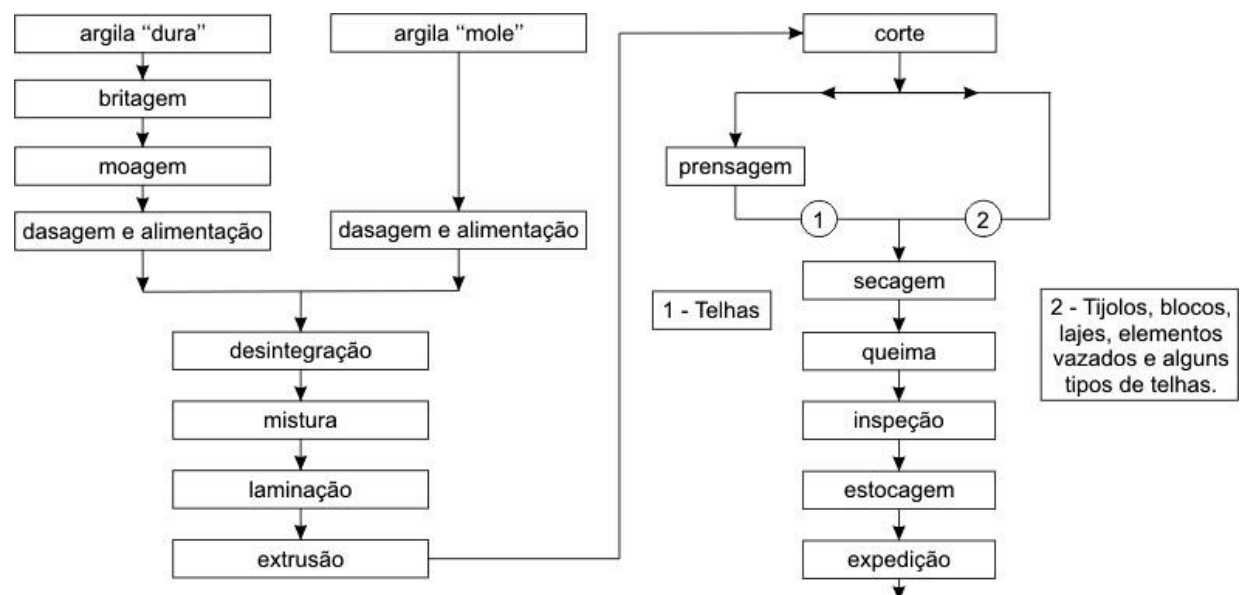 argila “dura”
argila “mole”
britagem
moagem
dasagem e alimentação
dasagem e alimentação
desintegração
mistura
laminação
extrusão
corte
prensagem
1
2
secagem
1 - Telhas
queima
2 - Tijolos, blocos,
lajes, elementos
vazados e alguns
tipos de telhas.
inspeção
estocagem
expedição